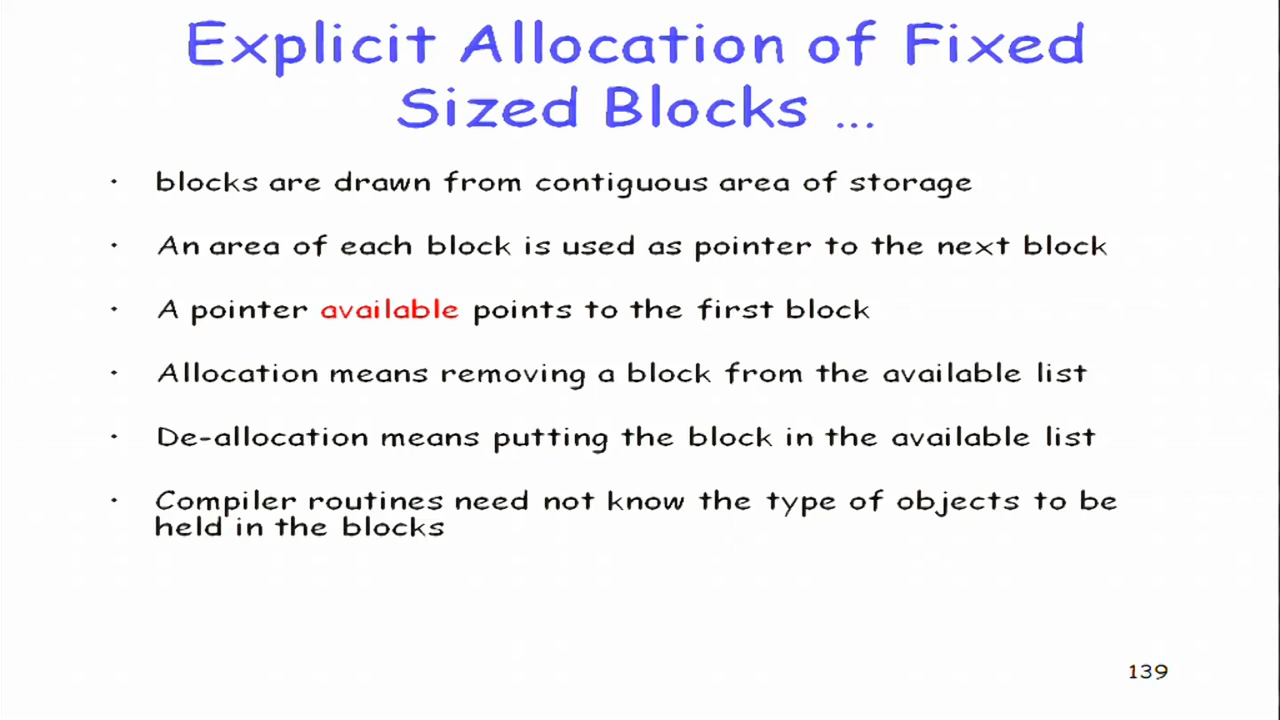 Explicit Allocation of Fixed
Sized Blocks ...
• blocks are drawn from contiguous area of storage
• An area of each block is used as pointer to the next block
• A pointer available points to the first block
• Allocation means removing a block from the available list
• De-allocation means putting the block in the available list
• Compiler routines need not know the type of objects to be
held in the blocks
139